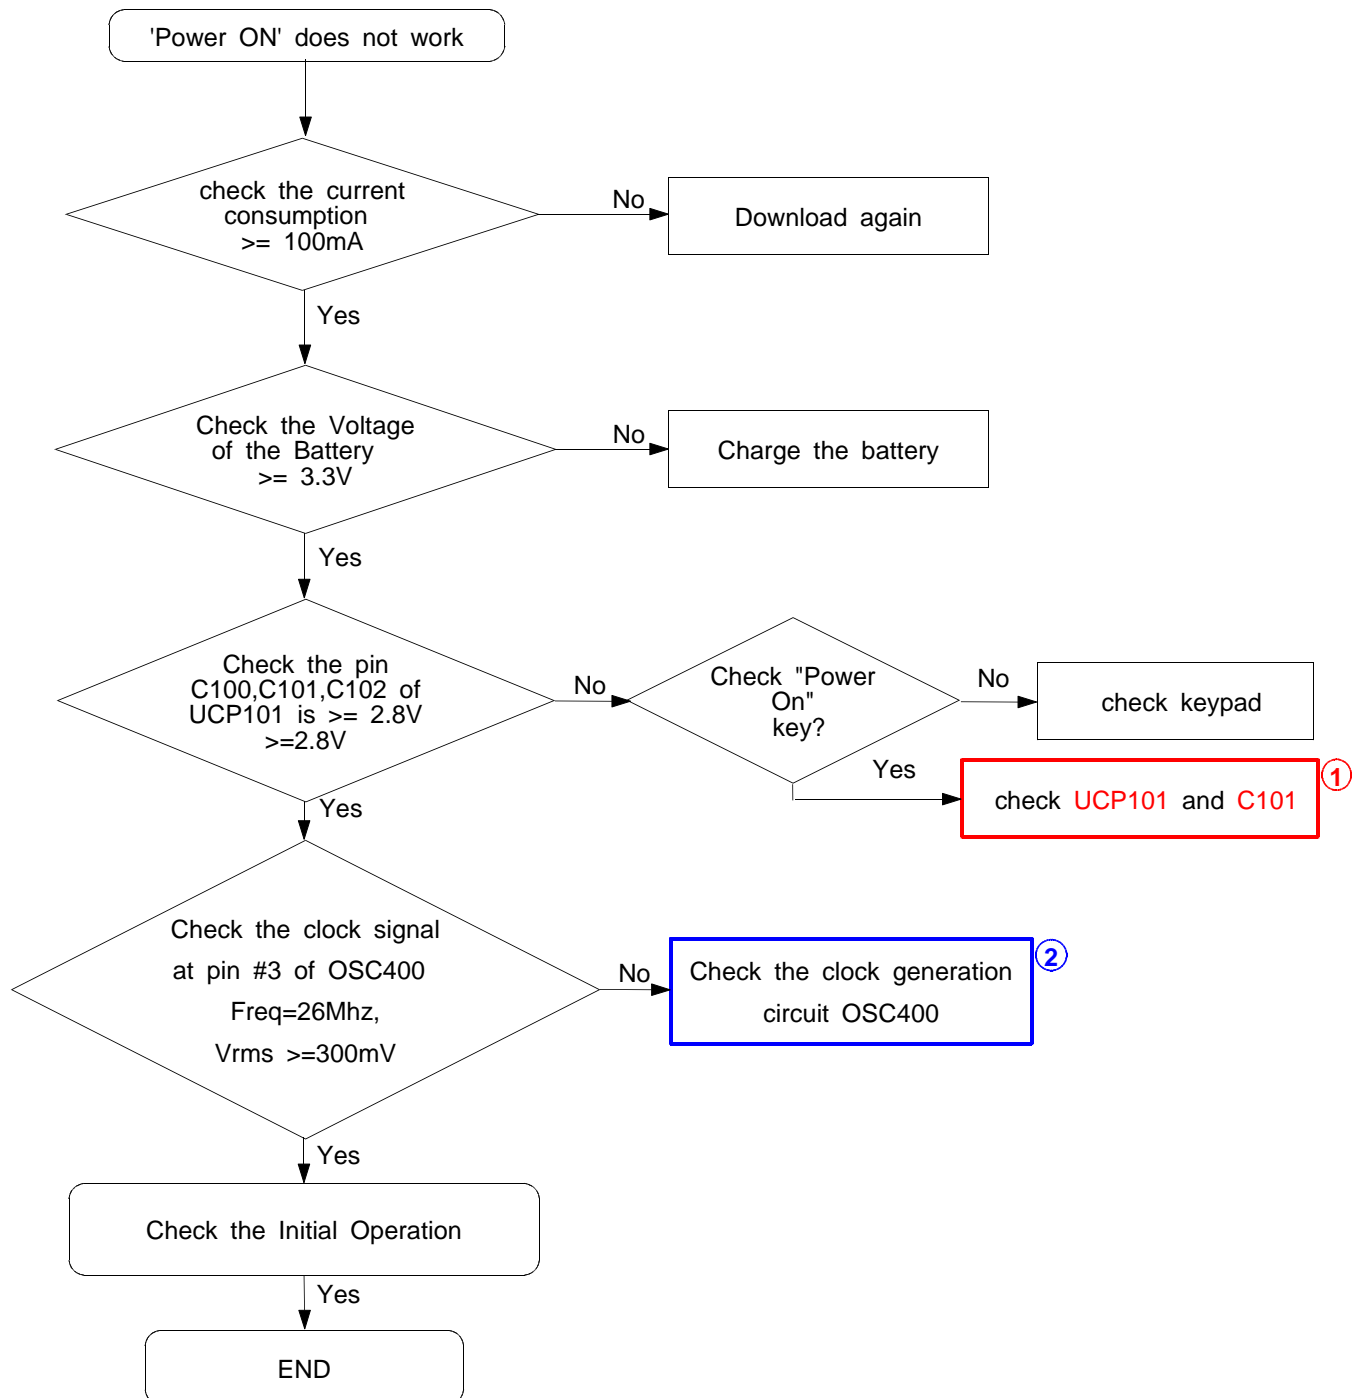 'Power ON' does not work
check the current
consumption
>= 100mA
No
Download again
Yes
Check the Voltage
of the Battery
>= 3.3V
No
Charge the battery
Yes
Check the pin
C100,C101,C102 of
UCP101 is >= 2.8V
>=2.8V
No
Check "Power
On"
key?
No
check keypad
Yes
check UCP101 and C101
1
Yes
Check the clock signal
at pin #3 of OSC400
Freq=26Mhz,
Vrms >=300mV
No
Check the clock generation
circuit OSC400
2
Yes
Check the Initial Operation
Yes
END